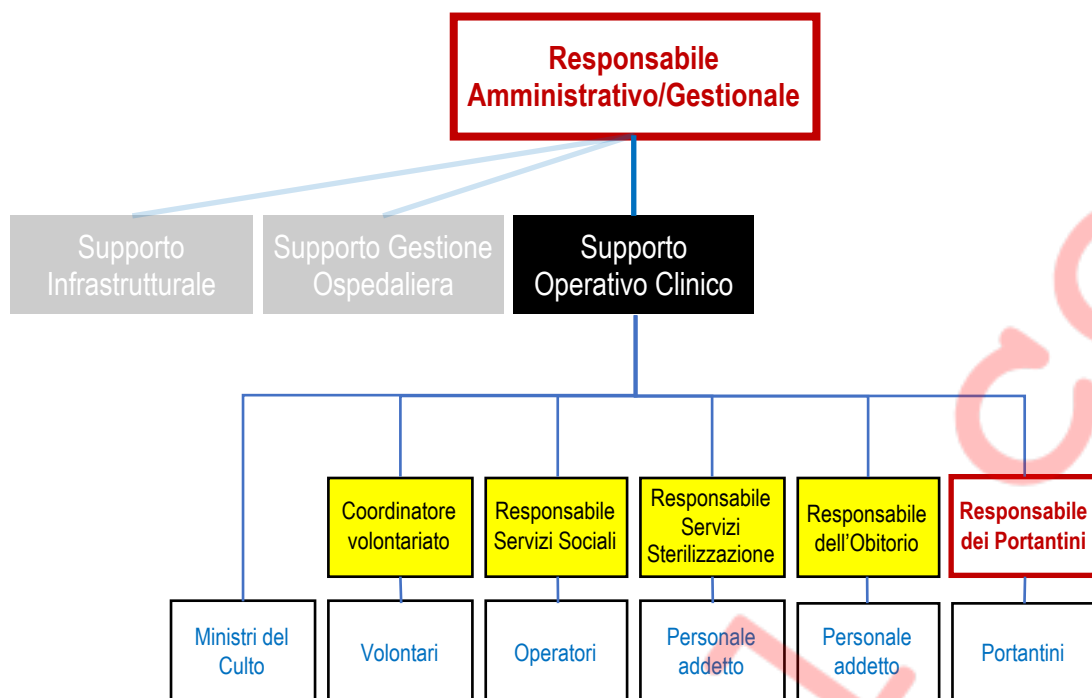 Responsabile
Amministrativo/Gestionale
Supporto
Infrastrutturale
Supporto Gestione
Ospedaliera
Supporto
Operativo Clinico
Coordinatore
volontariato
Responsabile
Servizi Sociali
Responsabile
Servizi
Sterilizzazione
Responsabile
dell'Obitorio
Responsabile
dei Portantini
Ministri del
Culto
Volontari
Operatori
Personale
addetto
Personale
addetto
Portantini